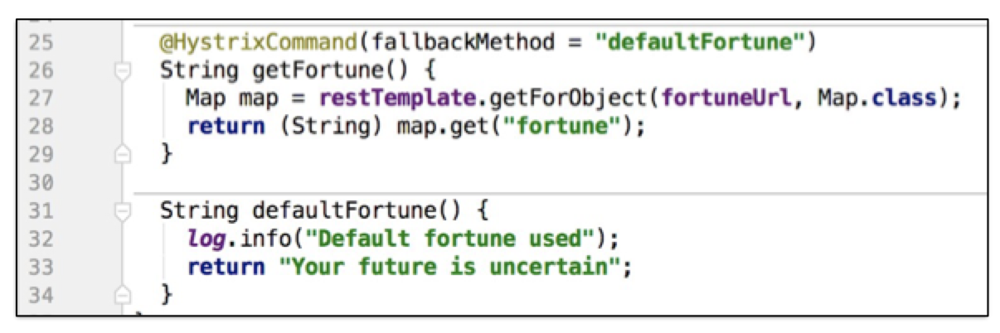 25 @HystrixCommand(fallbackMethod = "defaultFortune")
26 String getFortune() {
27 Map map = restTemplate.getForObject(fortuneUrl, Map.class);
28 return (String) map.get("fortune");
29 }
30
31 String defaultFortune() {
32 log.info("Default fortune used");
33 return "Your future is uncertain";
34 }